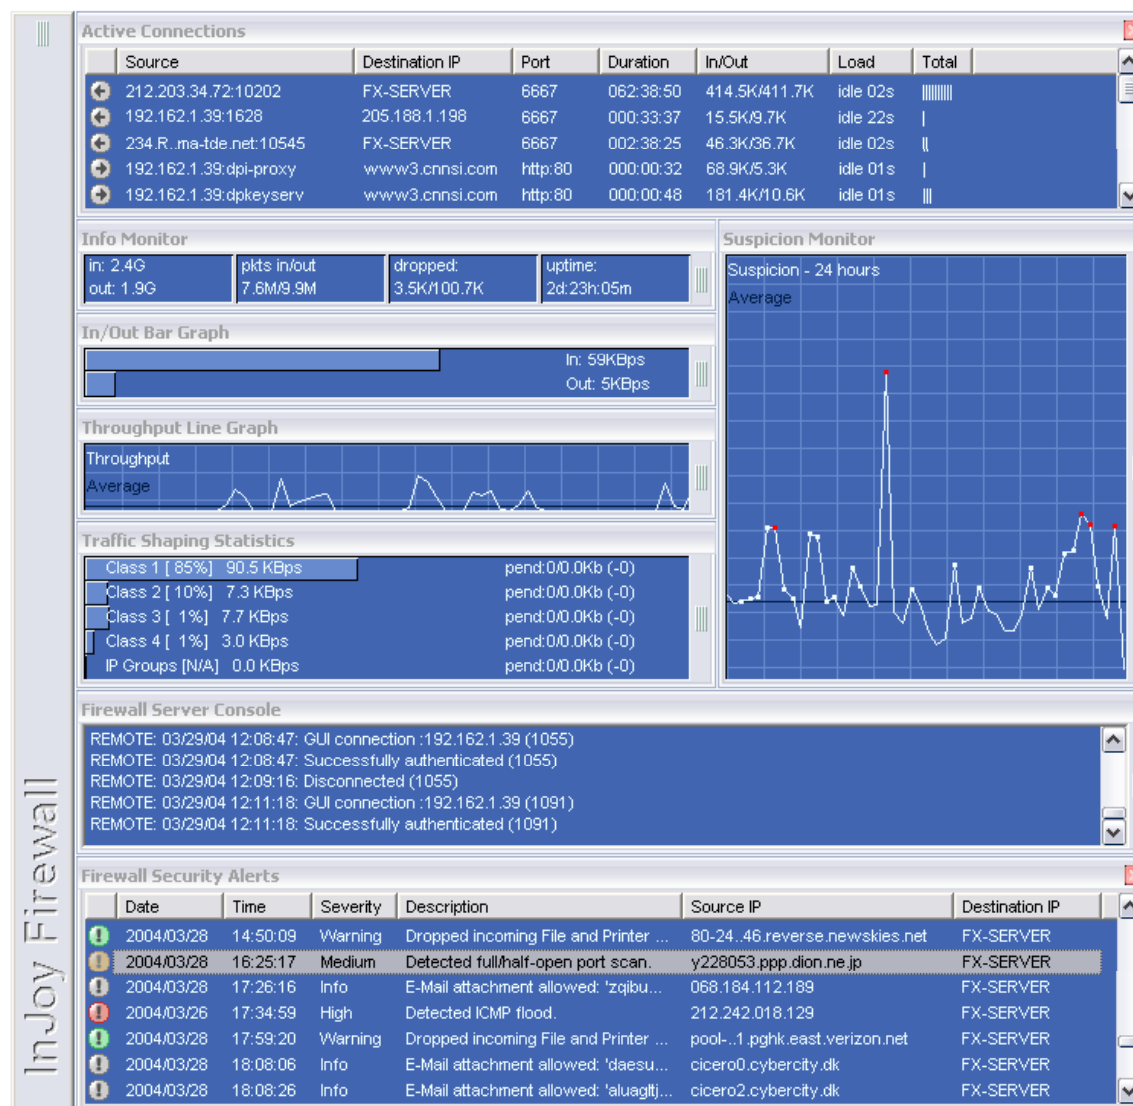 InJoy Firewall
Active Connections
Source Destination IP Port Duration In/Out Load Total
212.203.34.72:10202 FX-SERVER 6667 062:38:50 414.5K/411.7K idle 02s
192.162.1.39:1628 205.188.1.198 6667 000:33:37 15.5K/9.7K idle 22s
234.R..ma-tde.net:10545 FX-SERVER 6667 002:38:25 46.3K/36.7K idle 02s
192.162.1.39:dpi-proxy www3.cnnsi.com http:80 000:00:32 68.9K/5.3K idle 01s
192.162.1.39:dpkeyserv www3.cnnsi.com http:80 000:00:48 181.4K/10.6K idle 01s
Info Monitor
in: 2.4G pkts in/out dropped: uptime:
out: 1.9G 7.6M/9.9M 3.5K/100.7K 2d:23h:05m
In/Out Bar Graph
In: 59KBps
Out: 5KBps
Throughput Line Graph
Throughput
Average
Traffic Shaping Statistics
Class 1 [ 85%] 90.5 KBps pend:0/0.0Kb (-0)
Class 2 [ 10%] 7.3 KBps pend:0/0.0Kb (-0)
Class 3 [ 1%] 7.7 KBps pend:0/0.0Kb (-0)
Class 4 [ 1%] 3.0 KBps pend:0/0.0Kb (-0)
IP Groups [N/A] 0.0 KBps pend:0/0.0Kb (-0)
Suspicion Monitor
Suspicion - 24 hours
Average
Firewall Server Console
REMOTE: 03/29/04 12:08:47: GUI connection :192.162.1.39 (1055)
REMOTE: 03/29/04 12:08:47: Successfully authenticated (1055)
REMOTE: 03/29/04 12:09:16: Disconnected (1055)
REMOTE: 03/29/04 12:11:18: GUI connection :192.162.1.39 (1091)
REMOTE: 03/29/04 12:11:18: Successfully authenticated (1091)
Firewall Security Alerts
Date Time Severity Description Source IP Destination IP
2004/03/28 14:50:09 Warning Dropped incoming File and Printer ... 80-24..46.reverse.newskies.net FX-SERVER
2004/03/28 16:25:17 Medium Detected full/half-open port scan. y228053.ppp.dion.ne.jp FX-SERVER
2004/03/28 17:26:16 Info E-Mail attachment allowed: 'zqibu... 068.184.112.189 FX-SERVER
2004/03/26 17:34:59 High Detected ICMP flood. 212.242.018.129 FX-SERVER
2004/03/28 17:59:20 Warning Dropped incoming File and Printer ... pool-..1.pghk.east.verizon.net FX-SERVER
2004/03/28 18:08:06 Info E-Mail attachment allowed: 'daesu... cicero0.cybercity.dk FX-SERVER
2004/03/28 18:08:26 Info E-Mail attachment allowed: 'aluagltj... cicero2.cybercity.dk FX-SERVER